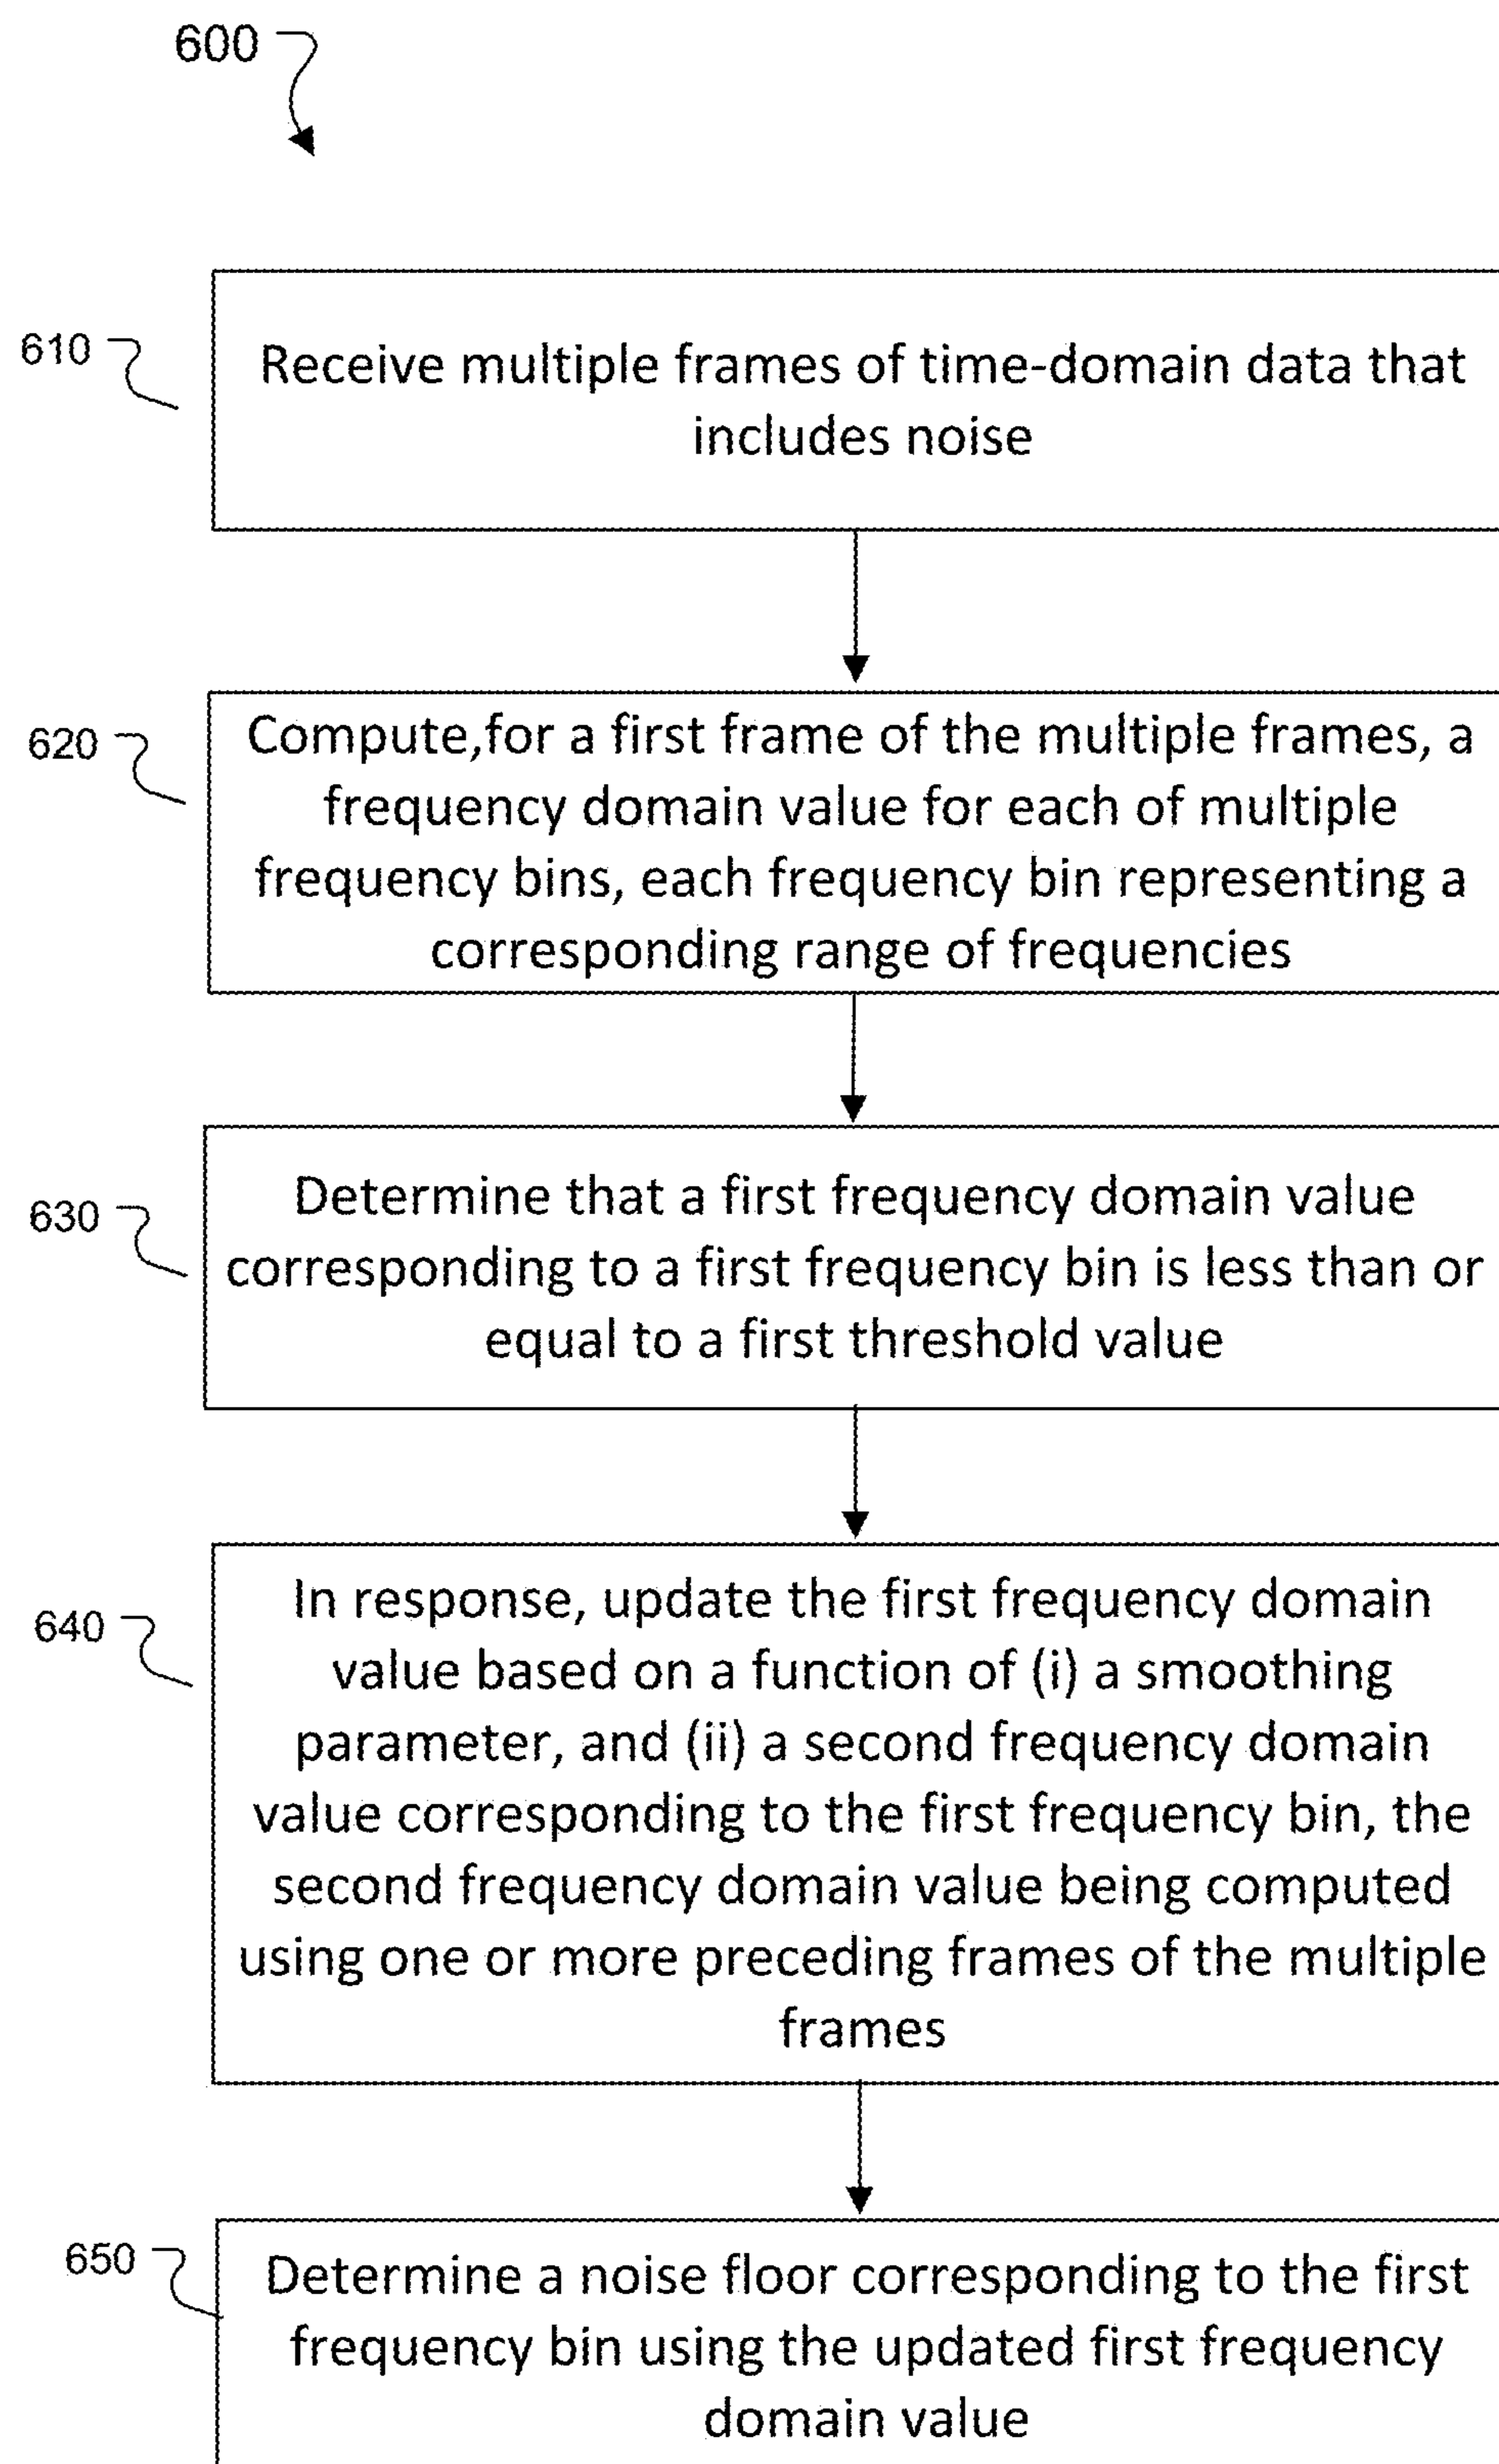 600
610
Receive multiple frames of time-domain data that
includes noise
620
Compute,for a first frame of the multiple frames, a
frequency domain value for each of multiple
frequency bins, each frequency bin representing a
corresponding range of frequencies
630
Determine that a first frequency domain value
corresponding to a first frequency bin is less than or
equal to a first threshold value
640
In response, update the first frequency domain
value based on a function of (i) a smoothing
parameter, and (ii) a second frequency domain
value corresponding to the first frequency bin, the
second frequency domain value being computed
using one or more preceding frames of the multiple
frames
650
Determine a noise floor corresponding to the first
frequency bin using the updated first frequency
domain value